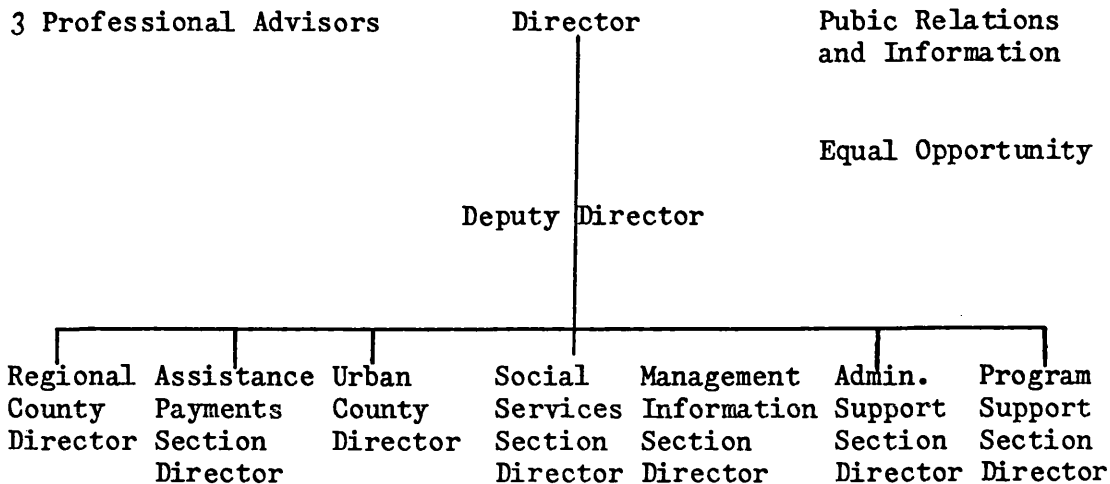 3 Professional Advisors
Director
Pubic Relations
and Information
Equal Opportunity
Deputy Director
Regional
County
Director
Assistance
Payments
Section
Director
Urban
County
Director
Social
Services
Section
Director
Management
Information
Section
Director
Admin.
Support
Section
Director
Program
Support
Section
Director